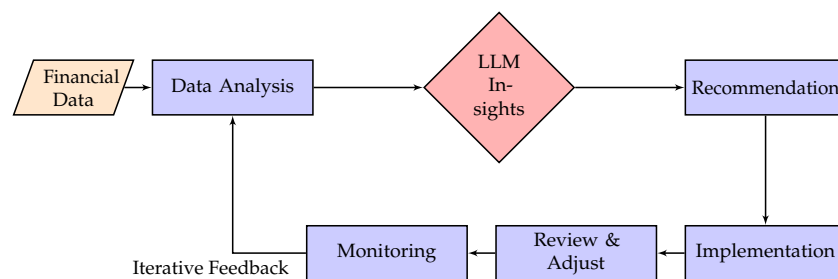 Financial
Data
Data Analysis
LLM
In-
sights
Recommendation
Implementation
Review &
Adjust
Monitoring
Iterative Feedback